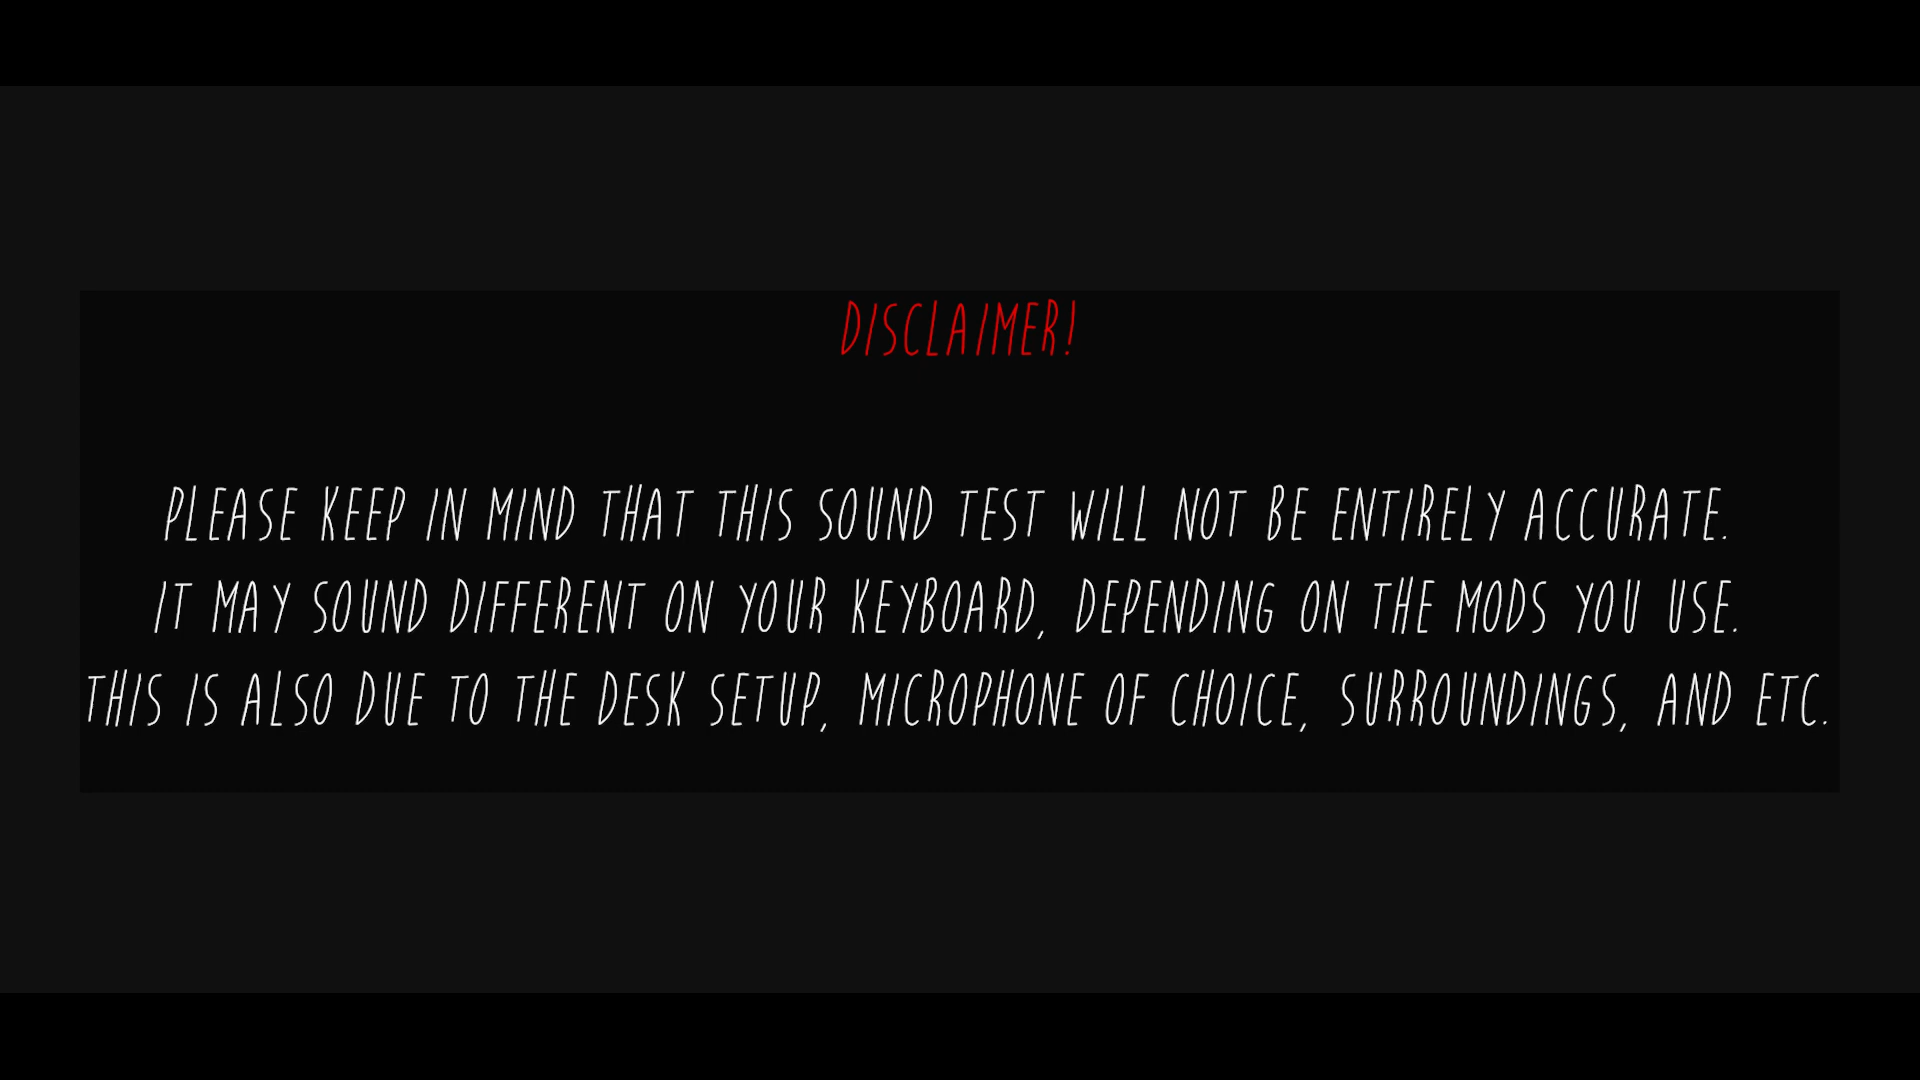 DISCLAIMER!
PLEASE KEEP IN MIND THAT THIS SOUND TEST WILL NOT BE ENTIRELY ACCURATE.
IT MAY SOUND DIFFERENT ON YOUR KEYBOARD, DEPENDING ON THE MODS YOU USE.
THIS IS ALSO DUE TO THE DESK SETUP, MICROPHONE OF CHOICE, SURROUNDINGS, AND ETC.